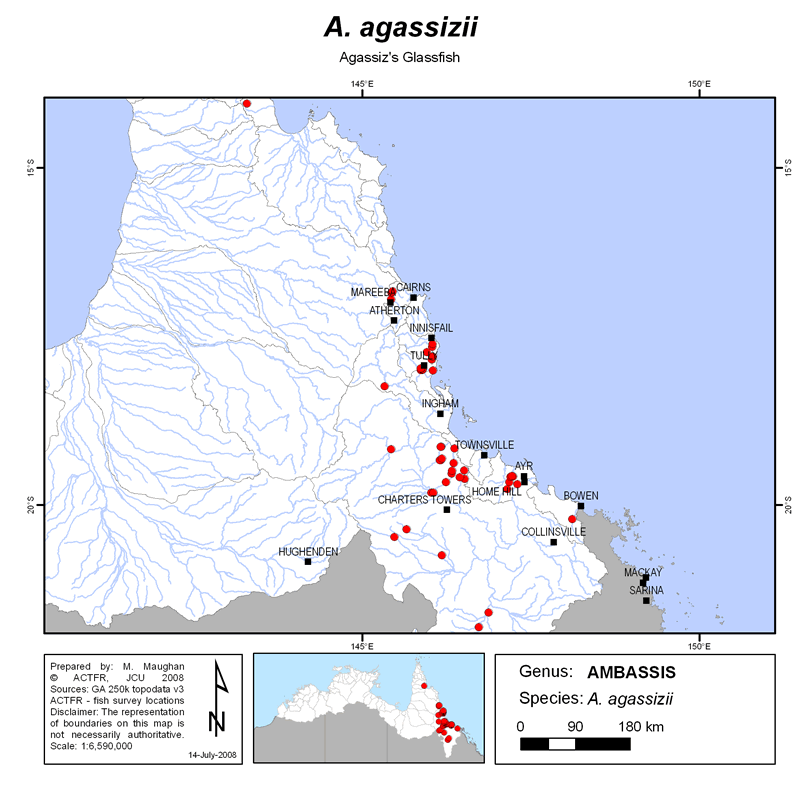 A. agassizii
Agassiz's Glassfish
145°E 150°E
15°S 15°S
CAIRNS
MAREEBA
ATHERTON
INNISFAIL
TULLY
INGHAM
TOWNSVILLE
AYR
HOME HILL
CHARTERS TOWERS
BOWEN
20°S 20°S
COLLINSVILLE
HUGHENDEN
MACKAY
SARINA
145°E 150°E
Prepared by: M. Maughan
© ACTFR, JCU 2008
Sources: GA 250k topodata v3
ACTFR - fish survey locations
Disclaimer: The representation
of boundaries on this map is
not necessarily authoritative.
Scale: 1:6,590,000
N
14-July-2008
Genus: AMBASSIS
Species: A. agassizii
0 90 180 km